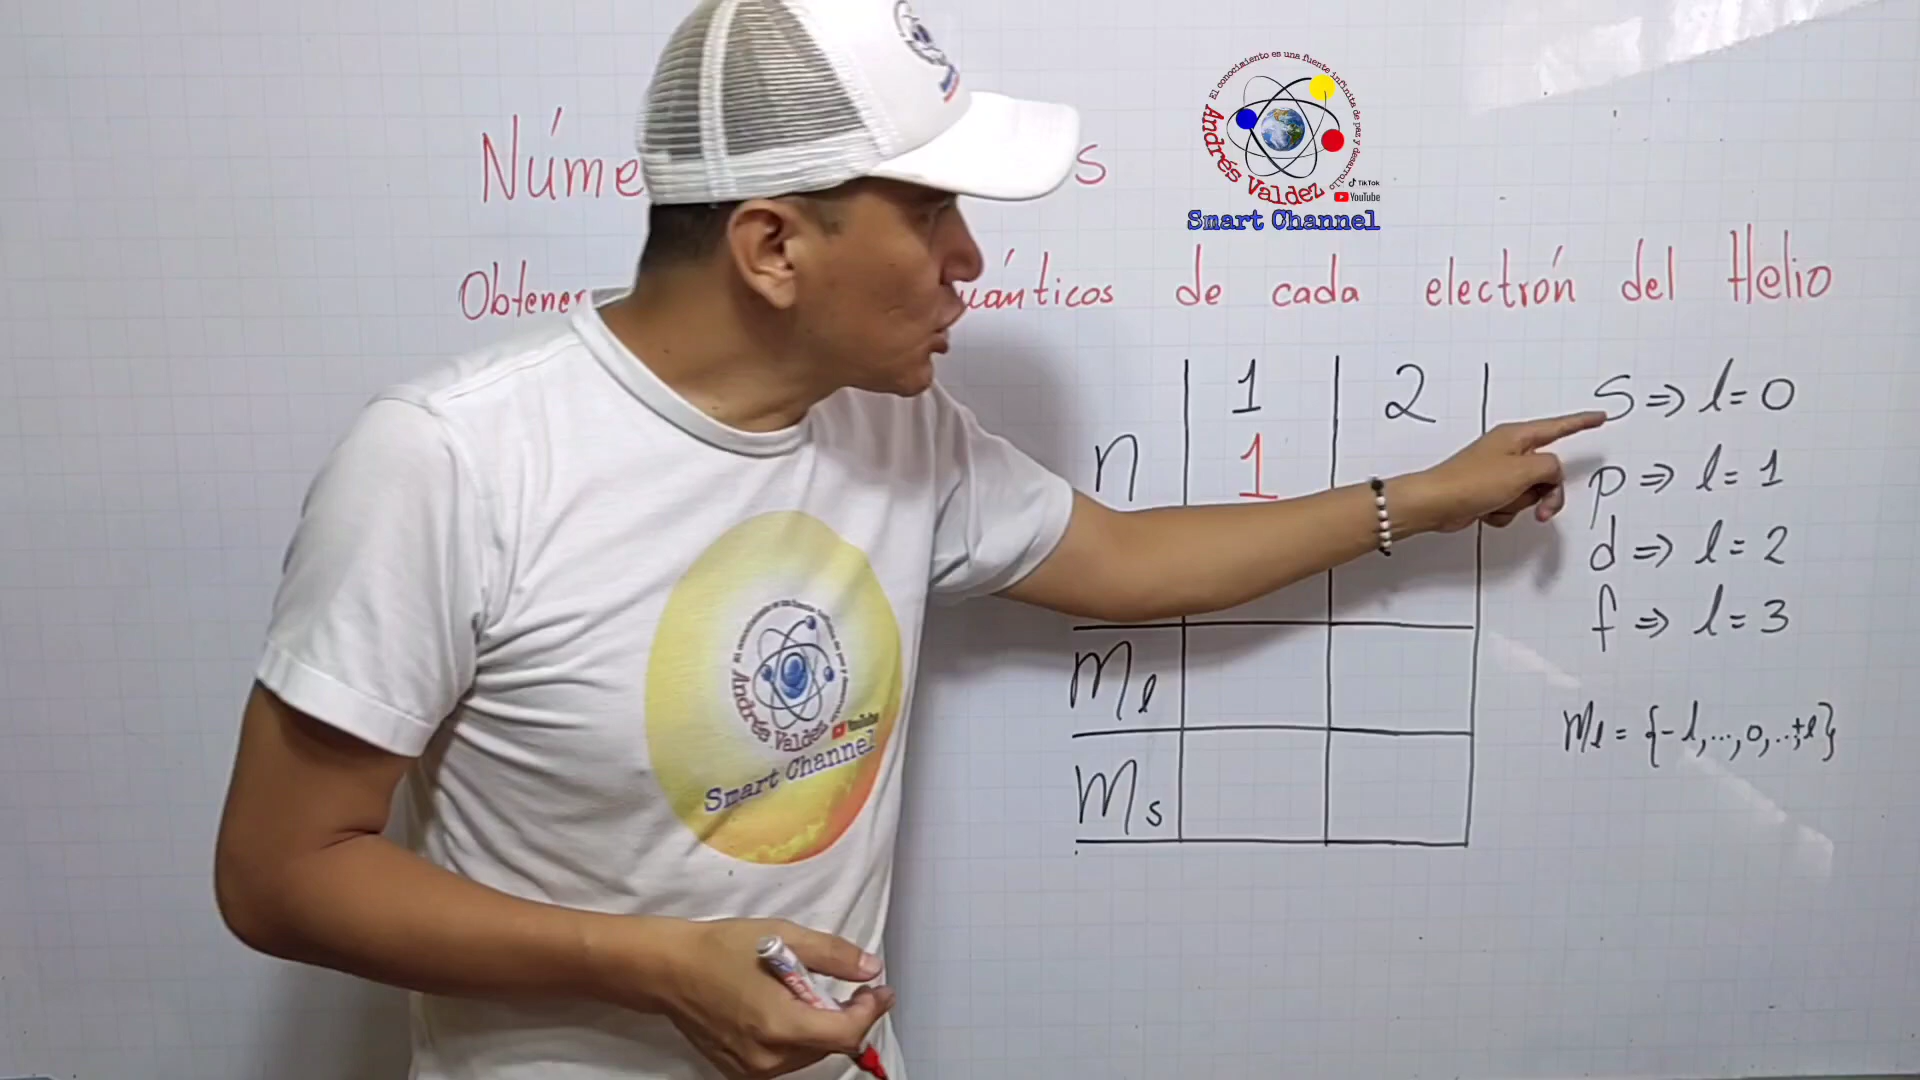 Núme s
Obtener uánticos de cada electrón del Helio
1 2
n 1
Ml
Ms
S ⇒ l = 0
p ⇒ l = 1
d ⇒ l = 2
f ⇒ l = 3
Ml = {-l, ..., 0, ..., +l}
El conocimiento es una fuente infinita de paz y desarrollo
Andrés Valdez
TikTok
YouTube
Smart Channel
Andrés Valdez
YouTube
Smart Channel